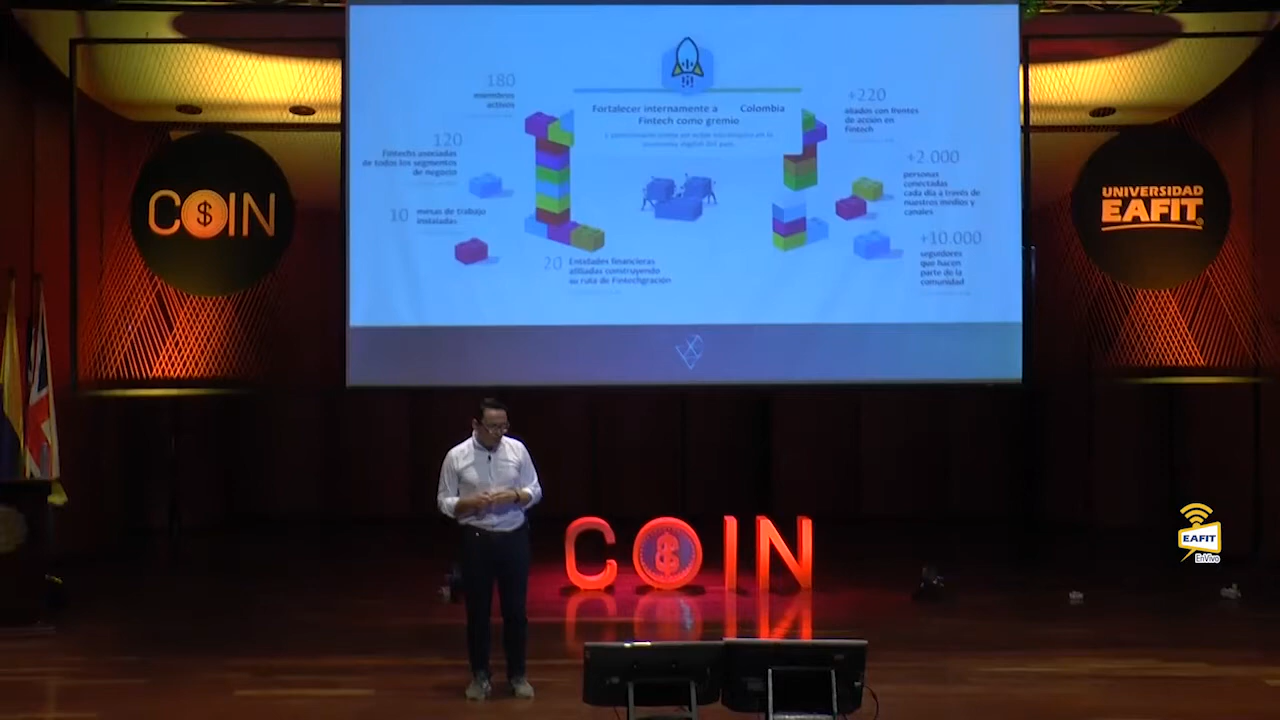 180
miembros
activos
120
Fintechs asociadas
de todos los segmentos
de negocio
10 mesas de trabajo
instaladas
20 Entidades financieras
afiliadas construyendo
su ruta de Fintechgración
Fortalecer internamente a Colombia
Fintech como gremio
+220
aliados con frentes
de acción en
Fintech
+2.000
personas
conectadas
cada día a través de
nuestros medios y
canales
+10.000
seguidores
que hacen
parte de la
comunidad
COIN
UNIVERSIDAD
EAFIT
COIN
EAFIT
EnVivo